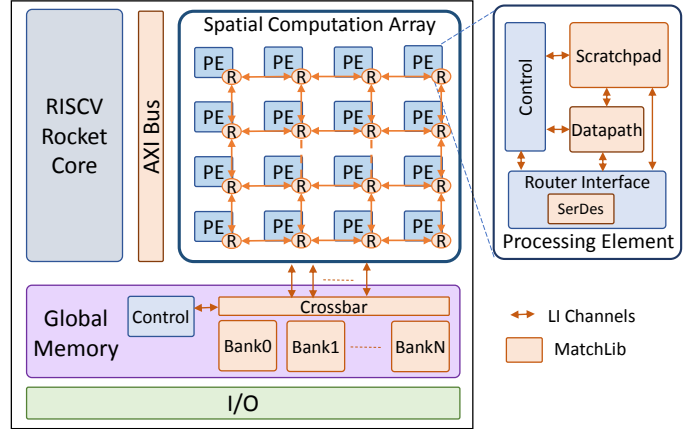 Spatial Computation Array
RISCV
Rocket
Core
AXI Bus
PE PE PE PE
R R R R
PE PE PE PE
R R R R
PE PE PE PE
R R R R
PE PE PE PE
R R R R
Control
Scratchpad
Datapath
Router Interface
SerDes
Processing Element
Global
Memory
Control
Crossbar
Bank0 Bank1 BankN
I/O
LI Channels
MatchLib